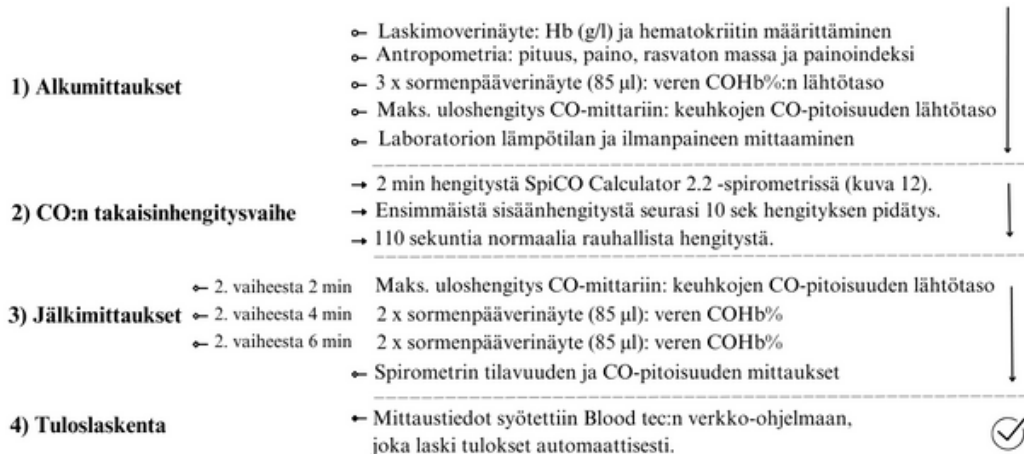 ⟜ Laskimoverinäyte: Hb (g/l) ja hematokriitin määrittäminen
⟜ Antropometria: pituus, paino, rasvaton massa ja painoindeksi
1) Alkumittaukset
⟜ 3 x sormenpääverinäyte (85 µl): veren COHb%:n lähtötaso
⟜ Maks. uloshengitys CO-mittariin: keuhkojen CO-pitoisuuden lähtötaso
⟜ Laboratorion lämpötilan ja ilmanpaineen mittaaminen
→ 2 min hengitystä SpiCO Calculator 2.2 -spirometrissä (kuva 12).
2) CO:n takaisinhengitysvaihe → Ensimmäistä sisäänhengitystä seurasi 10 sek hengityksen pidätys.
→ 110 sekuntia normaalia rauhallista hengitystä.
← 2. vaiheesta 2 min Maks. uloshengitys CO-mittariin: keuhkojen CO-pitoisuuden lähtötaso
3) Jälkimittaukset ← 2. vaiheesta 4 min 2 x sormenpääverinäyte (85 µl): veren COHb%
← 2. vaiheesta 6 min 2 x sormenpääverinäyte (85 µl): veren COHb%
← Spirometrin tilavuuden ja CO-pitoisuuden mittaukset
4) Tuloslaskenta ← Mittaustiedot syötettiin Blood tec:n verkko-ohjelmaan,
joka laski tulokset automaattisesti.